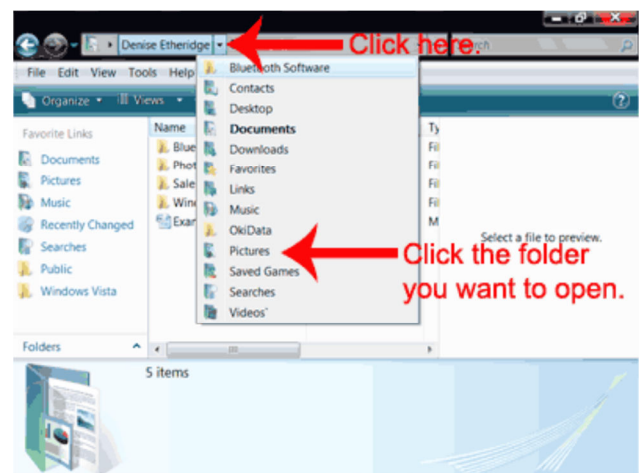 Denise Etheridge Click here.
File Edit View Tools Help
Organize Views
Favorite Links
Documents
Pictures
Music
Recently Changed
Searches
Public
Windows Vista
Folders
Name Ty
Blue Fil
Phot Fil
Sale Fil
Wind Fil
Exar M
Bluetooth Software
Contacts
Desktop
Documents
Downloads
Favorites
Links
Music
OkiData
Pictures
Saved Games
Searches
Videos`
Select a file to preview.
Click the folder
you want to open.
5 items